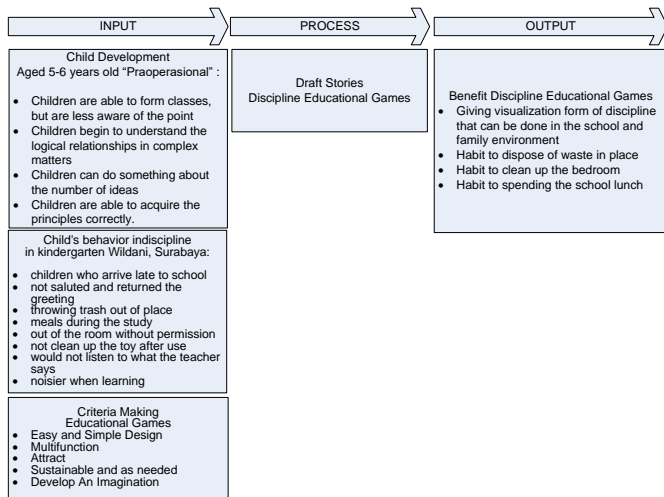 INPUT
PROCESS
OUTPUT
Child Development
Aged 5-6 years old “Praoperasional” :
• Children are able to form classes,
but are less aware of the point
• Children begin to understand the
logical relationships in complex
matters
• Children can do something about
the number of ideas
• Children are able to acquire the
principles correctly.
Child's behavior indiscipline
in kindergarten Wildani, Surabaya:
• children who arrive late to school
• not saluted and returned the
greeting
• throwing trash out of place
• meals during the study
• out of the room without permission
• not clean up the toy after use
• would not listen to what the teacher
says
• noisier when learning
Criteria Making
Educational Games
• Easy and Simple Design
• Multifunction
• Attract
• Sustainable and as needed
• Develop An Imagination
Draft Stories
Discipline Educational Games
Benefit Discipline Educational Games
• Giving visualization form of discipline
that can be done in the school and
family environment
• Habit to dispose of waste in place
• Habit to clean up the bedroom
• Habit to spending the school lunch